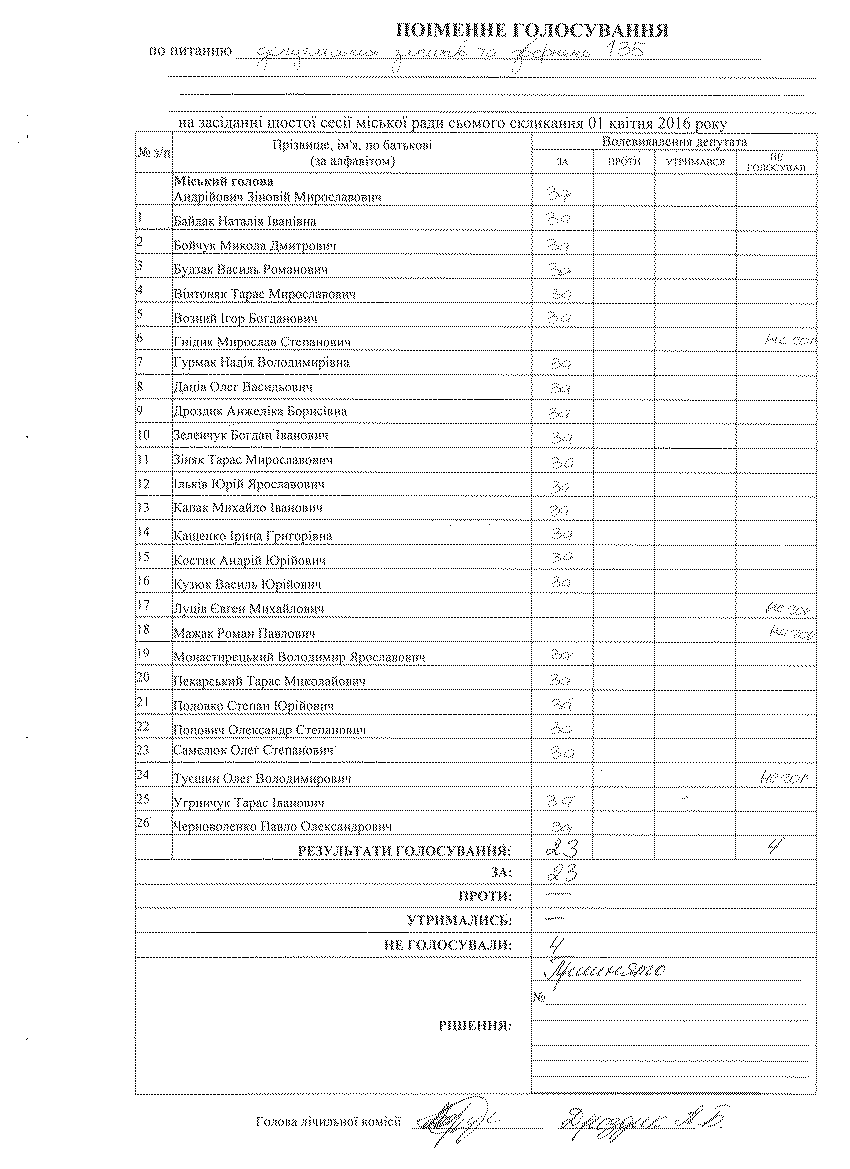 ПОІМЕННЕ ГОЛОСУВАННЯ
по питанню 135
на засіданні шостої сесії міської ради сьомого скликання 01 квітня 2016 року
№ з/п Прізвище, ім'я, по батькові (за алфавітом) Волевиявлення депутата
ЗА ПРОТИ УТРИМАВСЯ НЕ ГОЛОСУВАВ
Міський голова
Андрійович Зіновій Мирославович За
1 Байдак Наталія Іванівна За
2 Бойчук Микола Дмитрович За
3 Будзак Василь Романович За
4 Вінтоняк Тарас Мирославович За
5 Возний Ігор Богданович За
6 Гнідик Мирослав Степанович не гол
7 Гурмак Надія Володимирівна За
8 Даців Олег Васильович За
9 Дроздик Анжеліка Борисівна За
10 Зеленчук Богдан Іванович За
11 Зіняк Тарас Мирославович За
12 Ільків Юрій Ярославович За
13 Капак Михайло Іванович За
14 Кащенко Ірина Григорівна За
15 Костик Андрій Юрійович За
16 Кузюк Василь Юрійович За
17 Луців Євген Михайлович не гол
18 Мажак Роман Павлович не гол
19 Монастирецький Володимир Ярославович За
20 Пекарський Тарас Миколайович За
21 Половко Степан Юрійович За
22 Попович Олександр Степанович За
23 Самелюк Олег Степанович За
24 Туєшин Олег Володимирович не гол
25 Угринчук Тарас Іванович За
26 Черноволенко Павло Олександрович За
РЕЗУЛЬТАТИ ГОЛОСУВАННЯ: 23 4
ЗА: 23
ПРОТИ: —
УТРИМАЛИСЬ: —
НЕ ГОЛОСУВАЛИ: 4
Прийнято
№
РІШЕННЯ:
Голова лічильної комісії Дроздик А.Б.